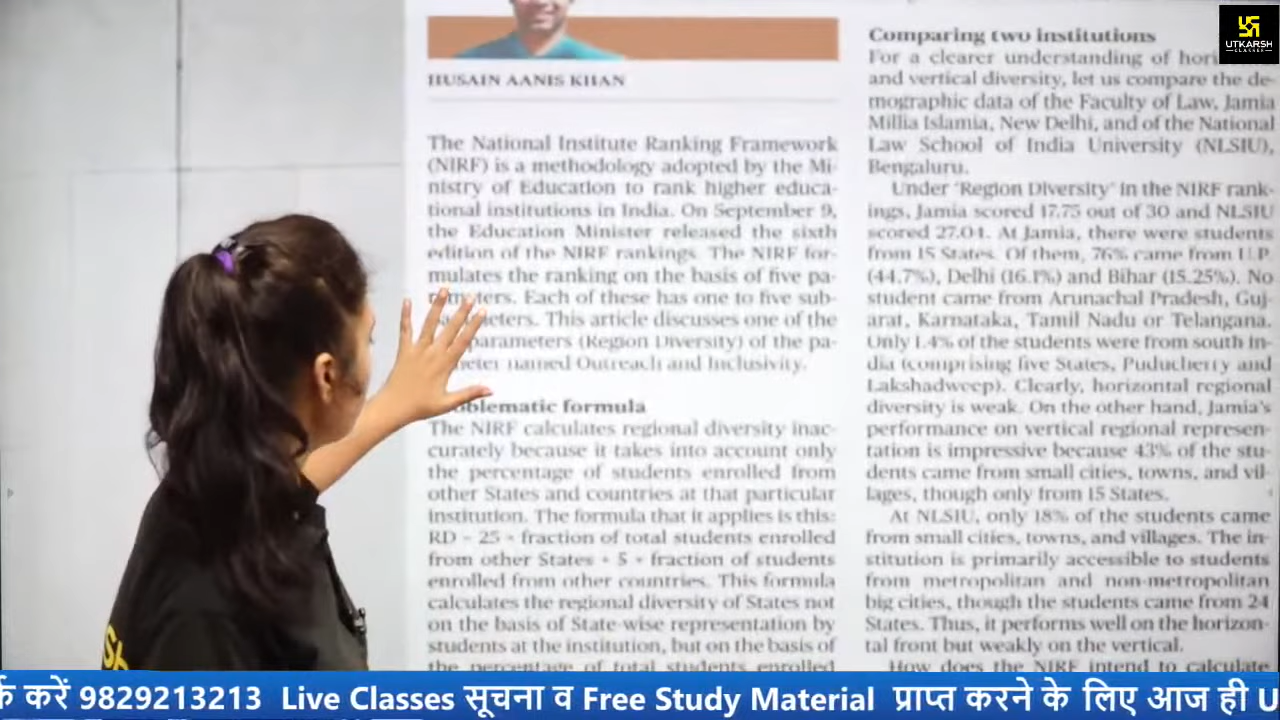 HUSAIN AANIS KHAN
The National Institute Ranking Framework
(NIRF) is a methodology adopted by the Mi-
nistry of Education to rank higher educa-
tional institutions in India. On September 9,
the Education Minister released the sixth
edition of the NIRF rankings. The NIRF for-
mulates the ranking on the basis of five pa-
Each of these has one to five sub-
This article discusses one of the
parameters (Region Diversity) of the pa-
named Outreach and Inclusivity.
oblematic formula
The NIRF calculates regional diversity inac-
curately because it takes into account only
the percentage of students enrolled from
other States and countries at that particular
institution. The formula that it applies is this:
RD = 25 × fraction of total students enrolled
from other States + 5 × fraction of students
enrolled from other countries. This formula
calculates the regional diversity of States not
on the basis of State-wise representation by
students at the institution, but on the basis of
the percentage of total students enrolled
Comparing two institutions
For a clearer understanding of
and vertical diversity, let us compare the de-
mographic data of the Faculty of Law, Jamia
Millia Islamia, New Delhi, and of the National
Law School of India University (NLSIU),
Bengaluru.
Under 'Region Diversity' in the NIRF rank-
ings, Jamia scored 17.75 out of 30 and NLSIU
scored 27.04. At Jamia, there were students
from 15 States. Of them, 76% came from U.P.
(44.7%), Delhi (16.1%) and Bihar (15.25%). No
student came from Arunachal Pradesh, Guj-
arat, Karnataka, Tamil Nadu or Telangana.
Only 1.4% of the students were from south In-
dia (comprising five States, Puducherry and
Lakshadweep). Clearly, horizontal regional
diversity is weak. On the other hand, Jamia's
performance on vertical regional represen-
tation is impressive because 43% of the stu-
dents came from small cities, towns, and vil-
lages, though only from 15 States.
At NLSIU, only 18% of the students came
from small cities, towns, and villages. The in-
stitution is primarily accessible to students
from metropolitan and non-metropolitan
big cities, though the students came from 24
States. Thus, it performs well on the horizon-
tal front but weakly on the vertical.
How does the NIRF intend to calculate
UTKARSH
CLASSES
SH
र्क करें 9829213213 Live Classes सूचना व Free Study Material प्राप्त करने के लिए आज ही U